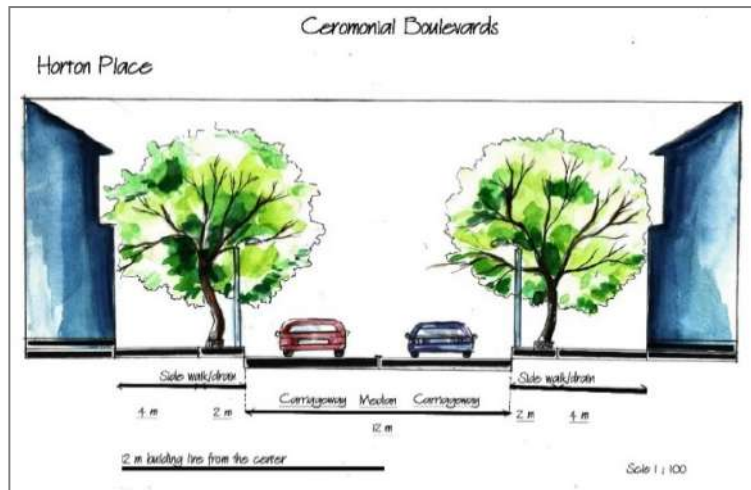 Ceromonial Boulevards
Horton Place
Side walk/drain
Side walk/drain
Carriageway Median Carriageway
4 m 2 m 2 m 4 m
12 m
12 m building line from the center
Scle 1 : 100